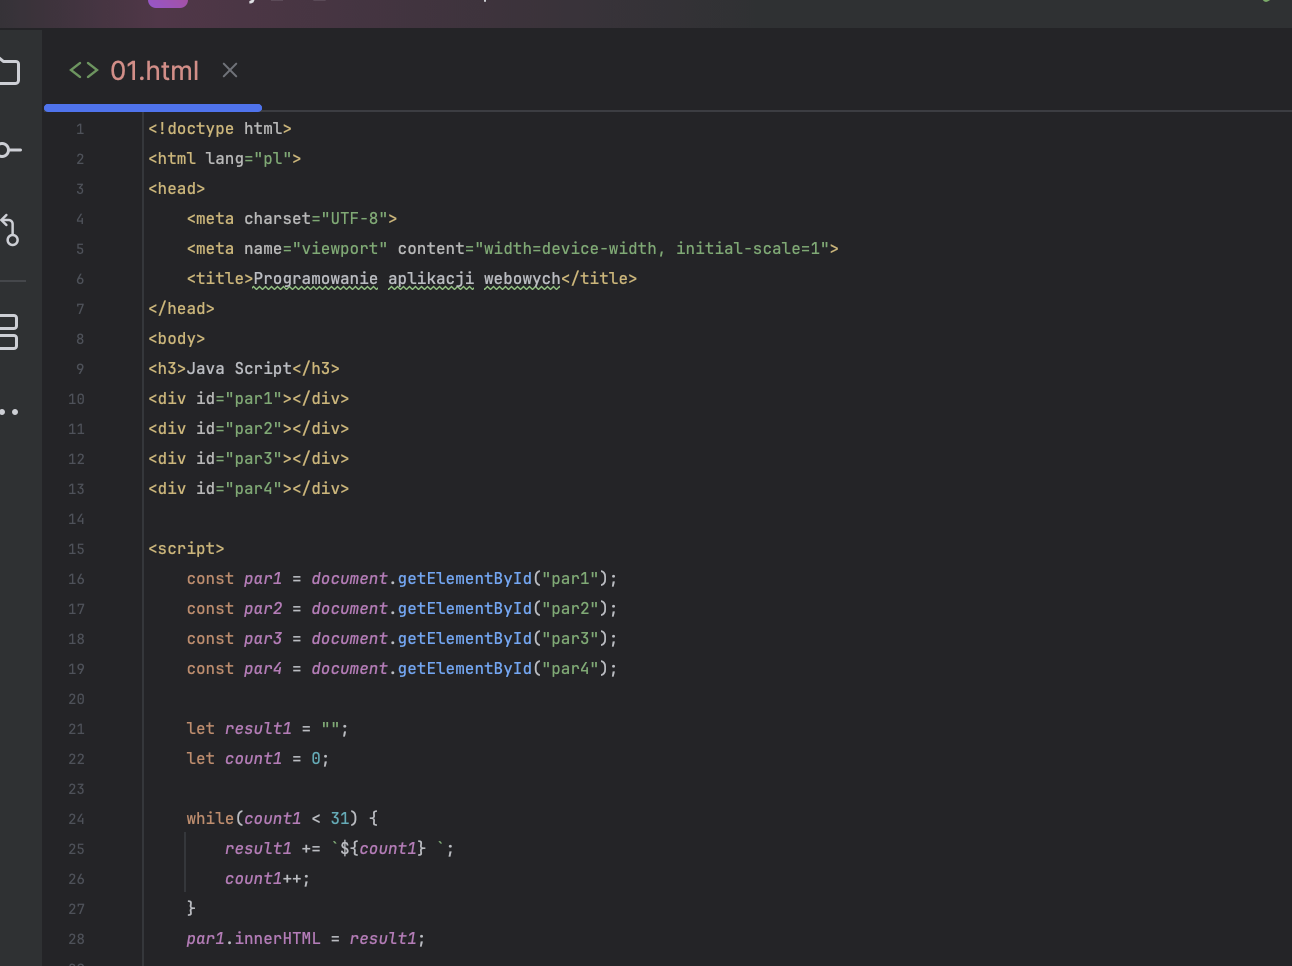 01.html
1 <!doctype html>
2 <html lang="pl">
3 <head>
4     <meta charset="UTF-8">
5     <meta name="viewport" content="width=device-width, initial-scale=1">
6     <title>Programowanie aplikacji webowych</title>
7 </head>
8 <body>
9 <h3>Java Script</h3>
10 <div id="par1"></div>
11 <div id="par2"></div>
12 <div id="par3"></div>
13 <div id="par4"></div>
14
15 <script>
16     const par1 = document.getElementById("par1");
17     const par2 = document.getElementById("par2");
18     const par3 = document.getElementById("par3");
19     const par4 = document.getElementById("par4");
20
21     let result1 = "";
22     let count1 = 0;
23
24     while(count1 < 31) {
25         result1 += `${count1} `;
26         count1++;
27     }
28     par1.innerHTML = result1;